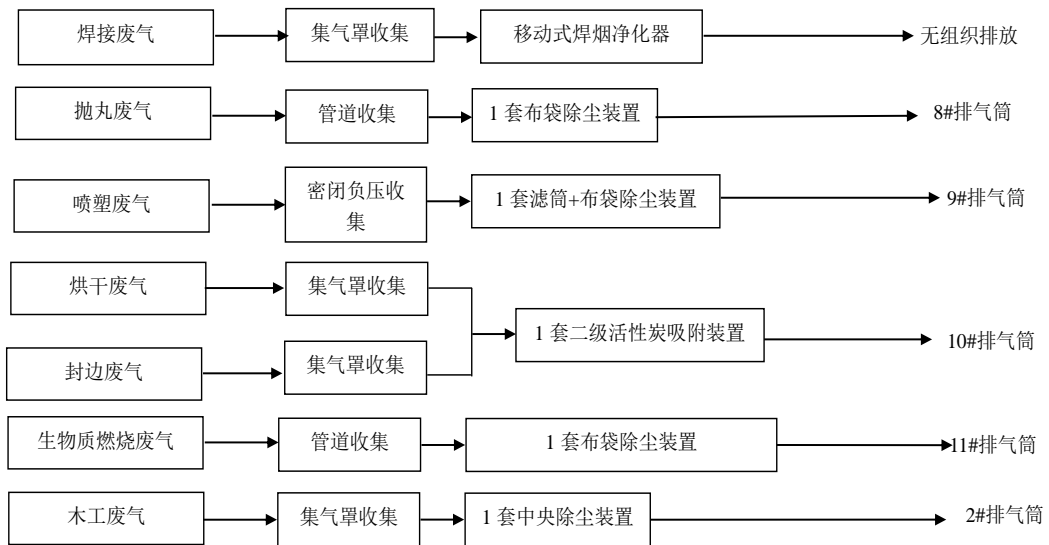 焊接废气
集气罩收集
移动式焊烟净化器
无组织排放
抛丸废气
管道收集
1 套布袋除尘装置
8#排气筒
喷塑废气
密闭负压收
集
1 套滤筒+布袋除尘装置
9#排气筒
烘干废气
集气罩收集
1 套二级活性炭吸附装置
10#排气筒
封边废气
集气罩收集
生物质燃烧废气
管道收集
1 套布袋除尘装置
11#排气筒
木工废气
集气罩收集
1 套中央除尘装置
2#排气筒